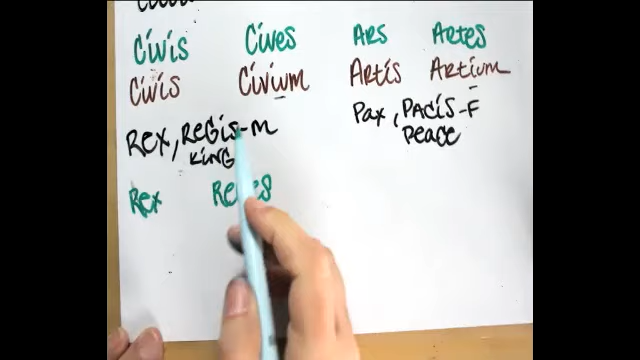 Civis Cives Ars Artes
Civis Civium Artis Artium
Rex, Regis-M Pax, Pacis-F
King Peace
Rex